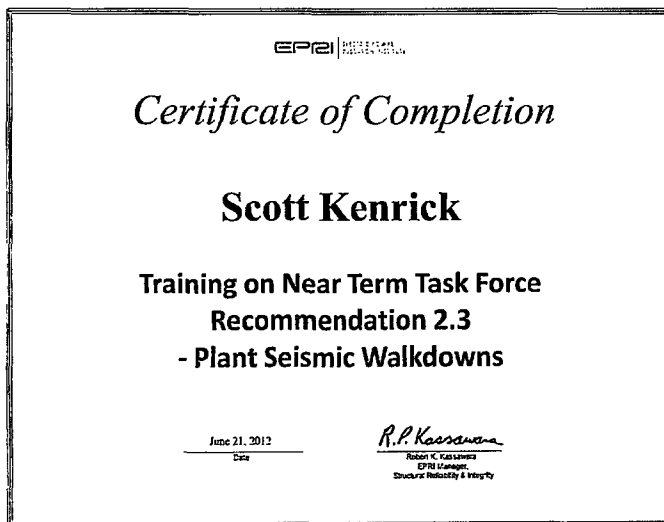 EPRI
Certificate of Completion
Scott Kenrick
Training on Near Term Task Force
Recommendation 2.3
- Plant Seismic Walkdowns
June 21, 2012
Date
R.P. Kassawara
Robert K. Kassawara
EPRI Manager,
Structural Reliability & Integrity